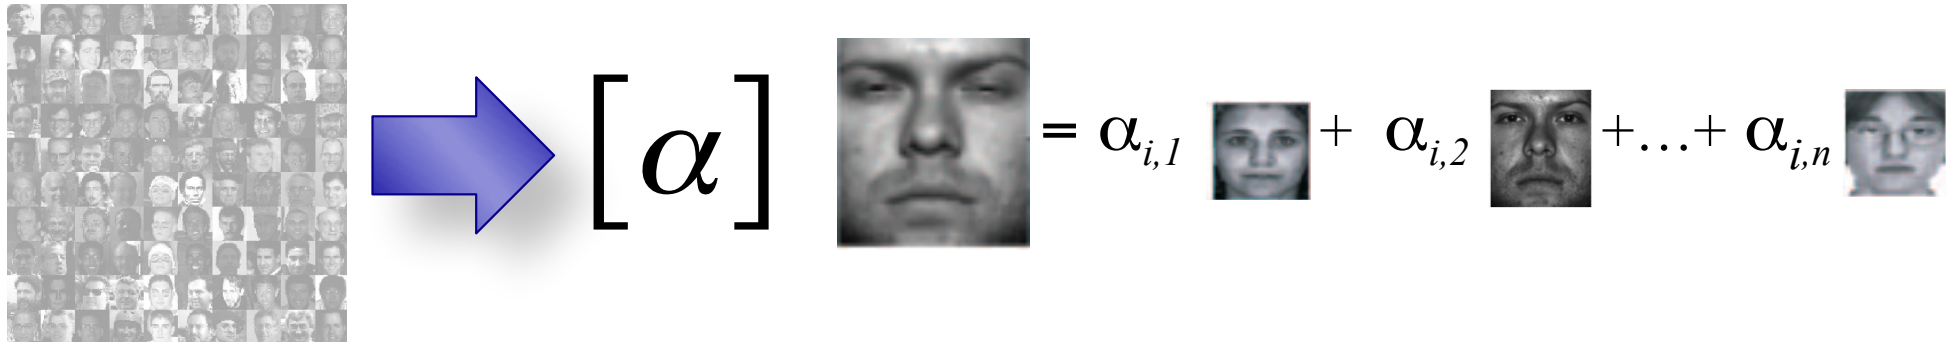 [α] = α_{i,1} + α_{i,2} +...+ α_{i,n}